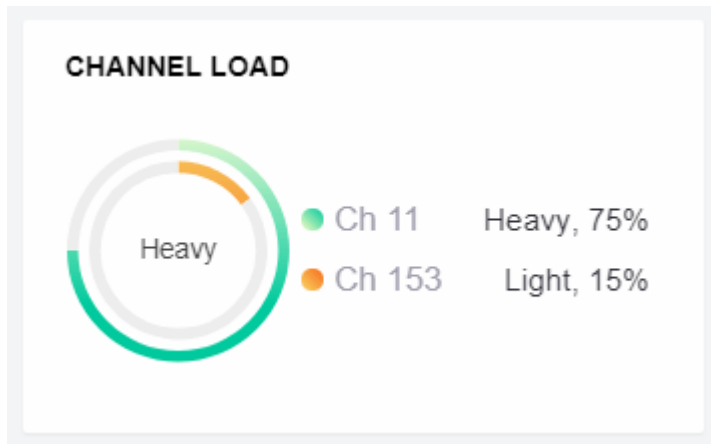 CHANNEL LOAD
Heavy
Ch 11 Heavy, 75%
Ch 153 Light, 15%